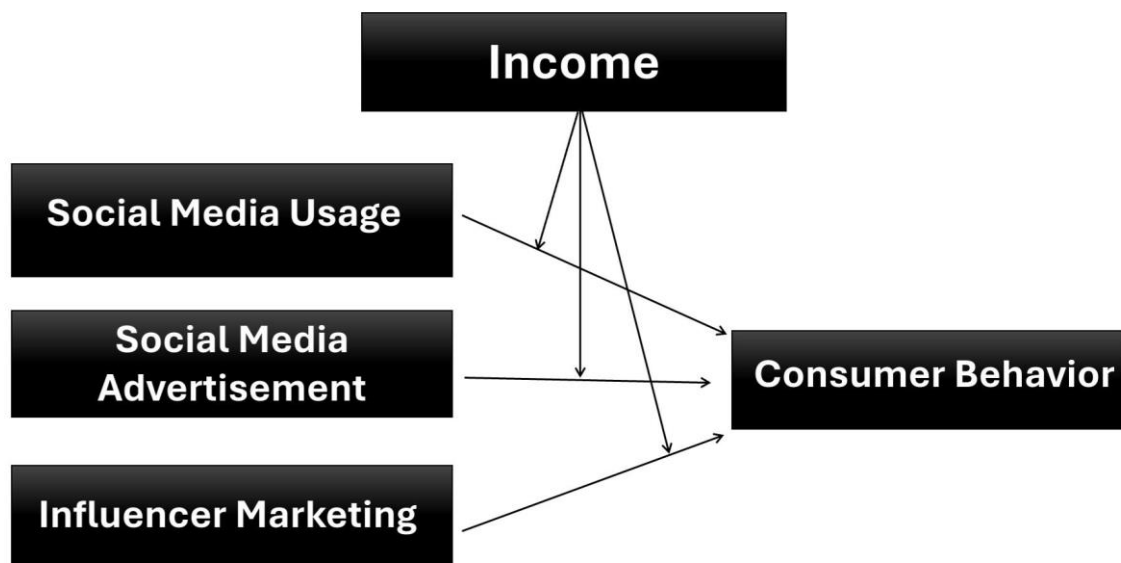 Income
Social Media Usage
Social Media
Advertisement
Influencer Marketing
Consumer Behavior